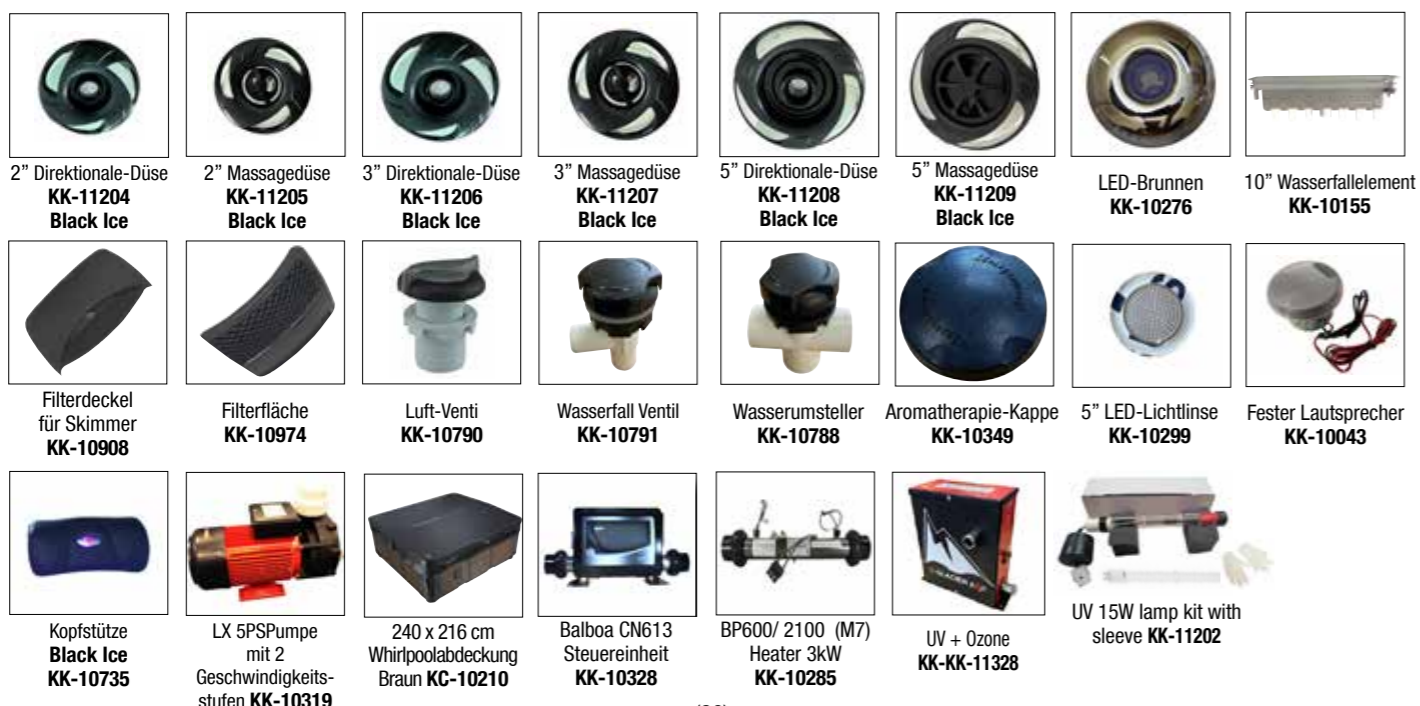 2” Direktionale-Düse
KK-11204
Black Ice
2” Massagedüse
KK-11205
Black Ice
3” Direktionale-Düse
KK-11206
Black Ice
3” Massagedüse
KK-11207
Black Ice
5” Direktionale-Düse
KK-11208
Black Ice
5” Massagedüse
KK-11209
Black Ice
LED-Brunnen
KK-10276
10” Wasserfallelement
KK-10155
Filterdeckel
für Skimmer
KK-10908
Filterfläche
KK-10974
Luft-Venti
KK-10790
Wasserfall Ventil
KK-10791
Wasserumsteller
KK-10788
Aromatherapie-Kappe
KK-10349
5” LED-Lichtlinse
KK-10299
Fester Lautsprecher
KK-10043
Kopfstütze
Black Ice
KK-10735
LX 5PSPumpe
mit 2
Geschwindigkeits-
stufen KK-10319
240 x 216 cm
Whirlpoolabdeckung
Braun KC-10210
Balboa CN613
Steuereinheit
KK-10328
BP600/ 2100 (M7)
Heater 3kW
KK-10285
UV + Ozone
KK-KK-11328
UV 15W lamp kit with
sleeve KK-11202